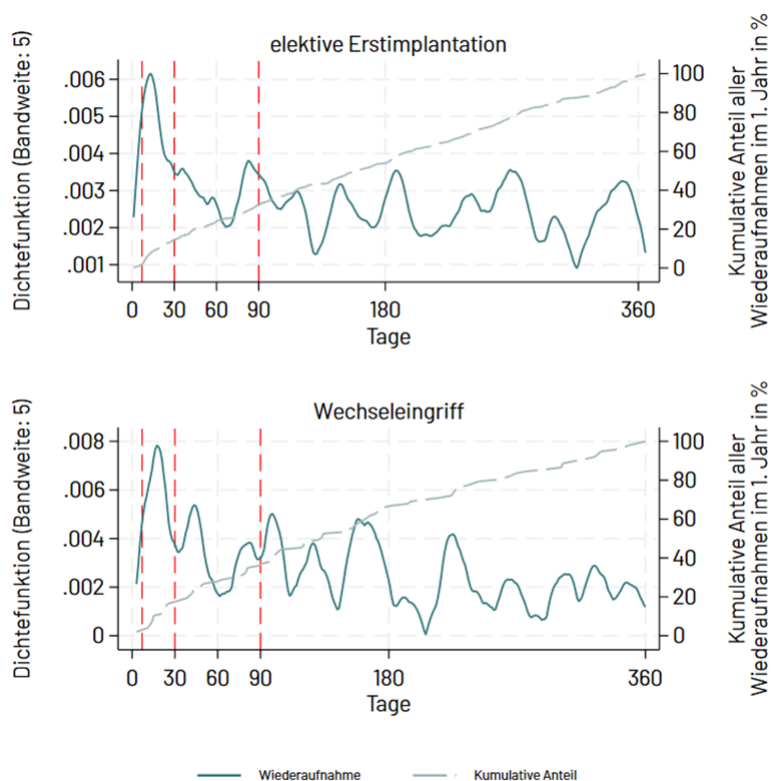 elektive Erstimplantation
Dichtefunktion (Bandweite: 5)
.006
.005
.004
.003
.002
.001
100
80
60
40
20
0
Kumulative Anteil aller
Wiederaufnahmen im 1. Jahr in %
0 30 60 90 180 360
Tage
Wechseleingriff
Dichtefunktion (Bandweite: 5)
.008
.006
.004
.002
0
100
80
60
40
20
0
Kumulative Anteil aller
Wiederaufnahmen im 1. Jahr in %
0 30 60 90 180 360
Tage
Wiederaufnahme Kumulative Anteil